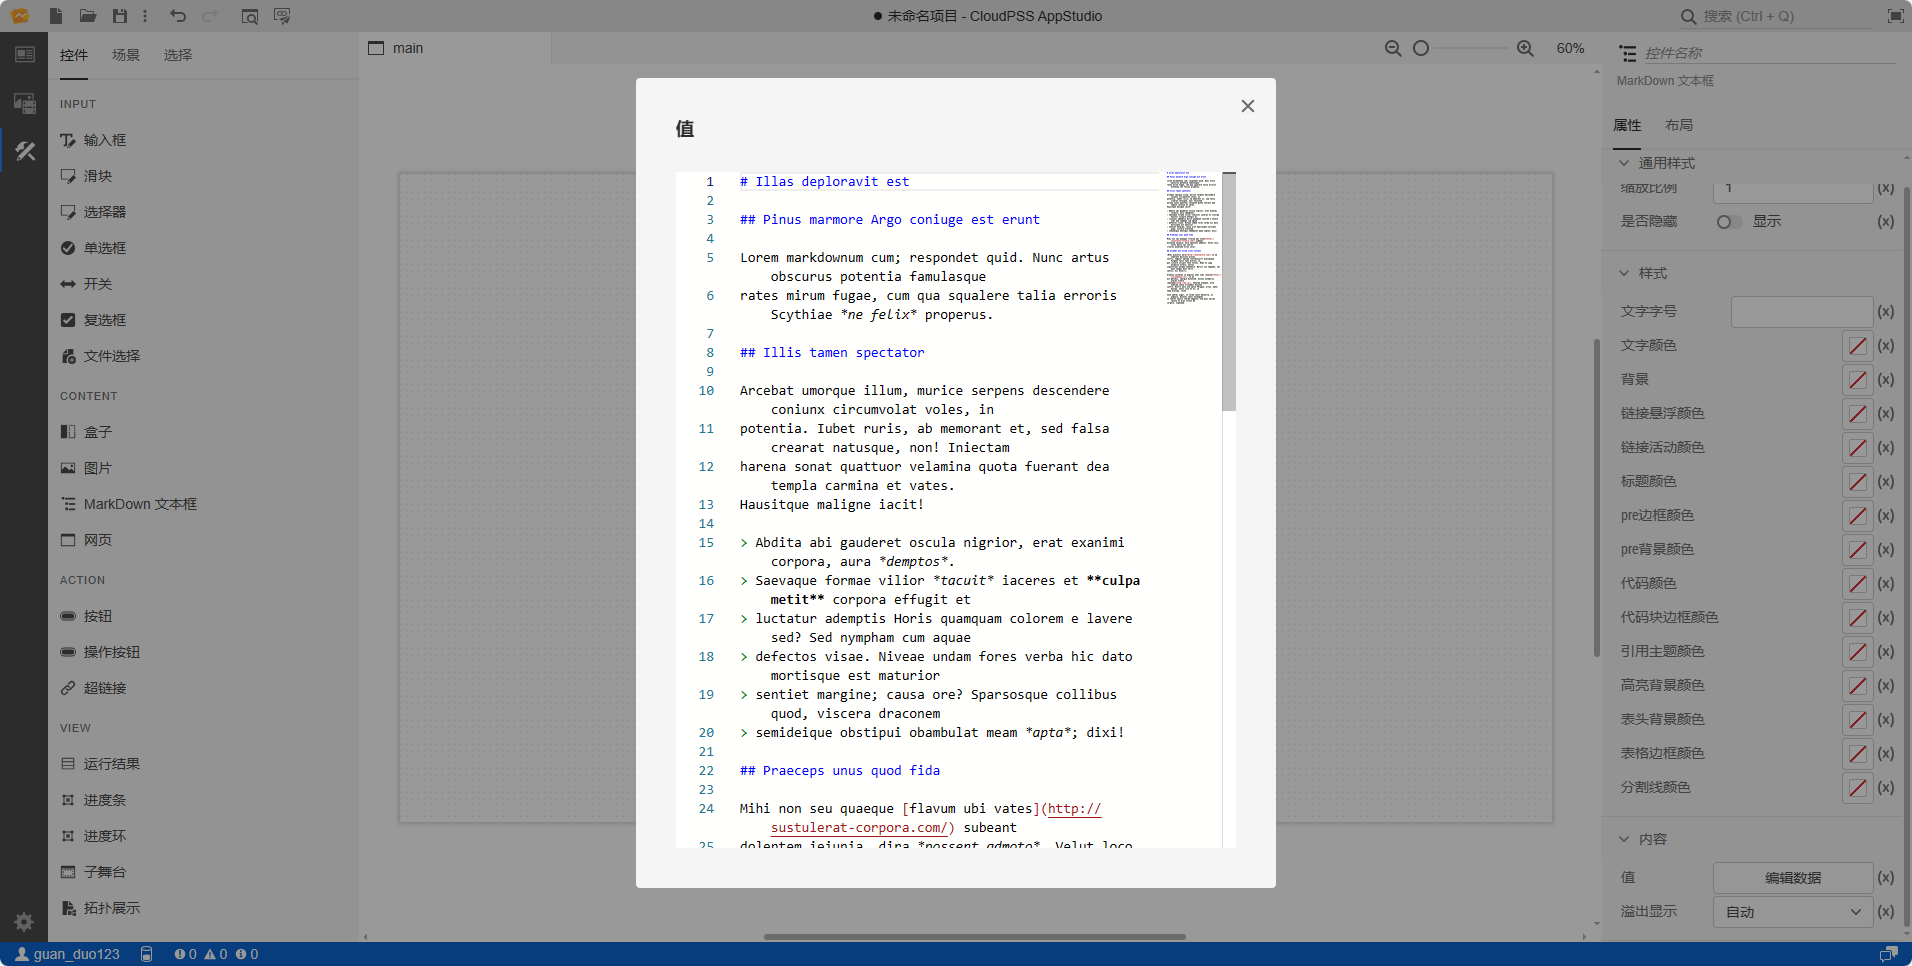 未命名项目 - CloudPSS AppStudio
搜索 (Ctrl + Q)
控件
场景
选择
main
60%
控件名称
MarkDown 文本框
属性
布局
INPUT
输入框
滑块
选择器
单选框
开关
复选框
文件选择
CONTENT
盒子
图片
MarkDown 文本框
网页
ACTION
按钮
操作按钮
超链接
VIEW
运行结果
进度条
进度环
子舞台
拓扑展示
值
1 # Illas deploravit est
2
3 ## Pinus marmore Argo coniuge est erunt
4
5 Lorem markdownum cum; respondet quid. Nunc artus
obscurus potentia famulasque
6 rates mirum fugae, cum qua squalere talia erroris
Scythiae *ne felix* properus.
7
8 ## Illis tamen spectator
9
10 Arcebat umorque illum, murice serpens descendere
coniunx circumvolat voles, in
11 potentia. Iubet ruris, ab memorant et, sed falsa
crearat natusque, non! Iniectam
12 harena sonat quattuor velamina quota fuerant dea
templa carmina et vates.
13 Hausitque maligne iacit!
14
15 > Abdita abi gauderet oscula nigrior, erat exanimi
corpora, aura *demptos*.
16 > Saevaque formae vilior *tacuit* iaceres et **culpa
metit** corpora effugit et
17 > luctatur ademptis Horis quamquam colorem e lavere
sed? Sed nympham cum aquae
18 > defectos visae. Niveae undam fores verba hic dato
mortisque est maturior
19 > sentiet margine; causa ore? Sparsosque collibus
quod, viscera draconem
20 > semideique obstipui obambulat meam *apta*; dixi!
21
22 ## Praeceps unus quod fida
23
24 Mihi non seu quaeque [flavum ubi vates](http://
sustulerat-corpora.com/) subeant
25 dolentem ieiunia, dira *possent admoto*. Velut loco
通用样式
缩放比例 1 (x)
是否隐藏 显示 (x)
样式
文字字号 (x)
文字颜色 (x)
背景 (x)
链接悬浮颜色 (x)
链接活动颜色 (x)
标题颜色 (x)
pre边框颜色 (x)
pre背景颜色 (x)
代码颜色 (x)
代码块边框颜色 (x)
引用主题颜色 (x)
高亮背景颜色 (x)
表头背景颜色 (x)
表格边框颜色 (x)
分割线颜色 (x)
内容
值 编辑数据 (x)
溢出显示 自动 (x)
guan_duo123
0 0 0